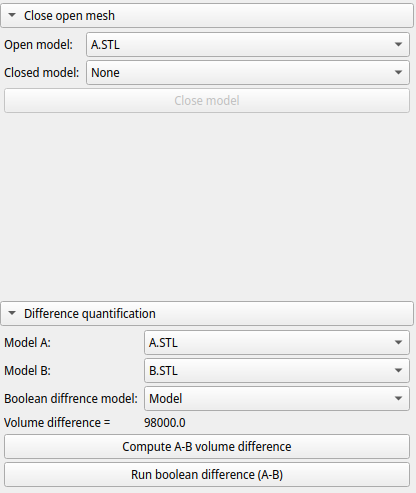 Close open mesh
Open model: A.STL
Closed model: None
Close model
Difference quantification
Model A: A.STL
Model B: B.STL
Boolean diffrence model: Model
Volume difference = 98000.0
Compute A-B volume difference
Run boolean difference (A-B)